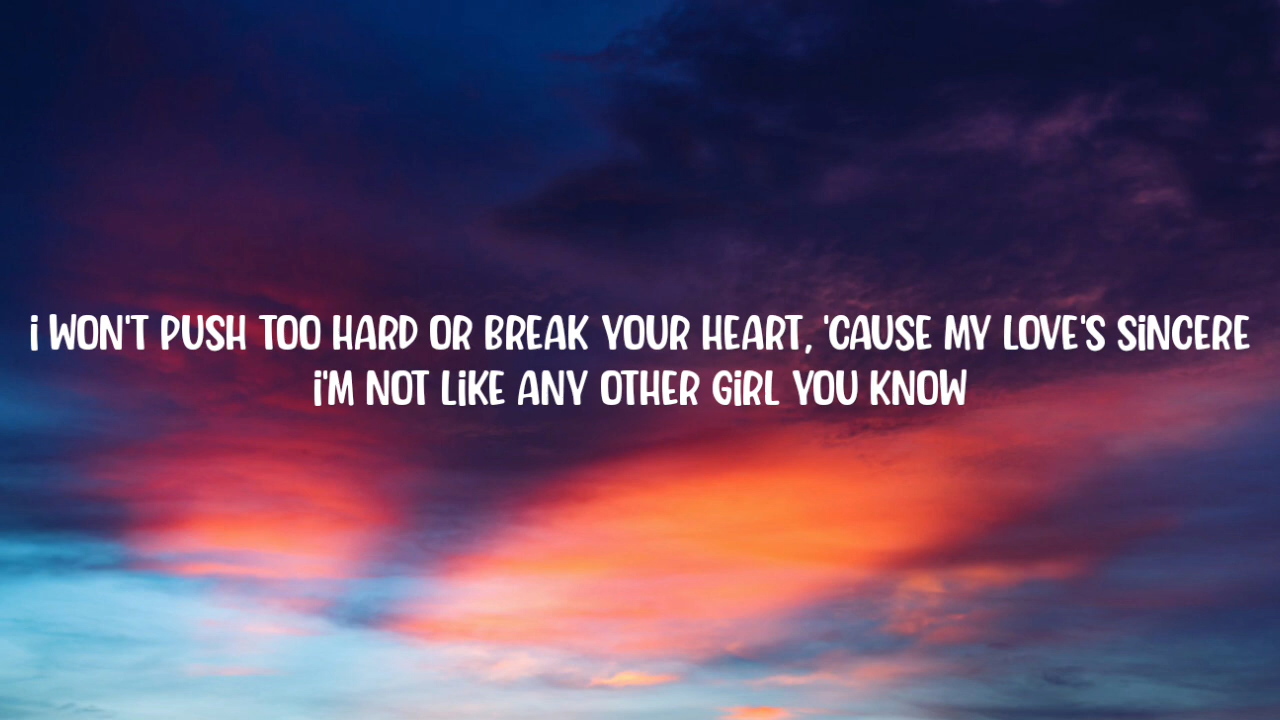 I WON'T PUSH TOO HARD OR BREAK YOUR HEART, 'CAUSE MY LOVE'S SINCERE
I'M NOT LIKE ANY OTHER GIRL YOU KNOW